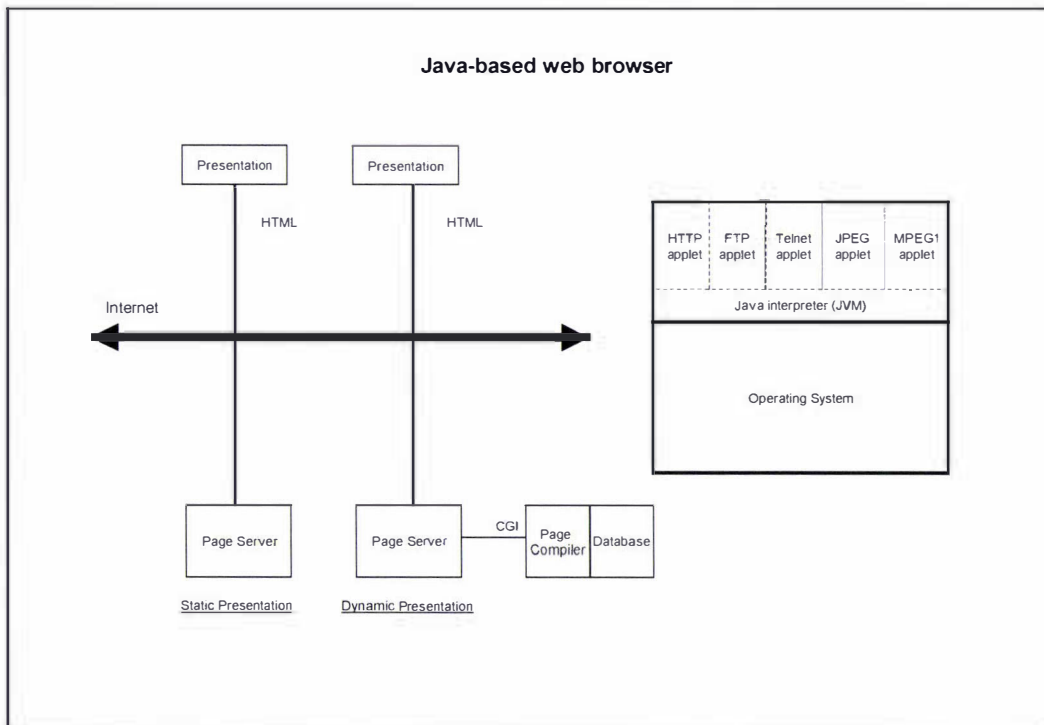 Java-based web browser
Presentation
Presentation
HTML
HTML
Internet
HTTP applet
FTP applet
Telnet applet
JPEG applet
MPEG1 applet
Java interpreter (JVM)
Operating System
Page Server
Page Server
CGI
Page
Compiler
Database
Static Presentation
Dynamic Presentation